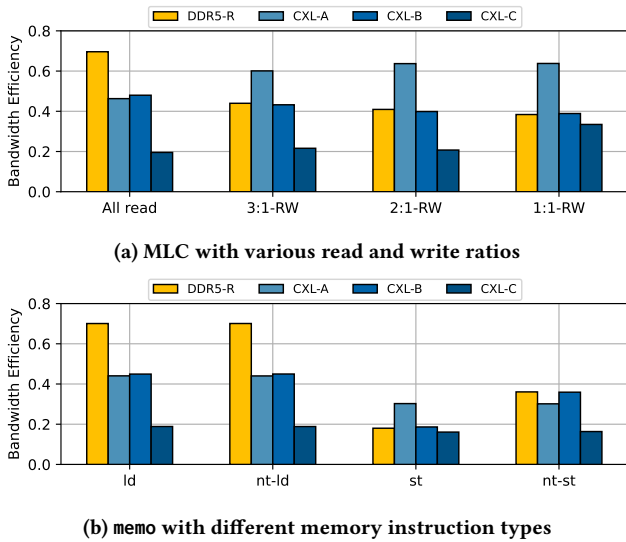 DDR5-R CXL-A CXL-B CXL-C
Bandwidth Efficiency
0.8
0.6
0.4
0.2
0.0
All read 3:1-RW 2:1-RW 1:1-RW
(a) MLC with various read and write ratios
DDR5-R CXL-A CXL-B CXL-C
Bandwidth Efficiency
0.8
0.6
0.4
0.2
0.0
ld nt-ld st nt-st
(b) memo with different memory instruction types